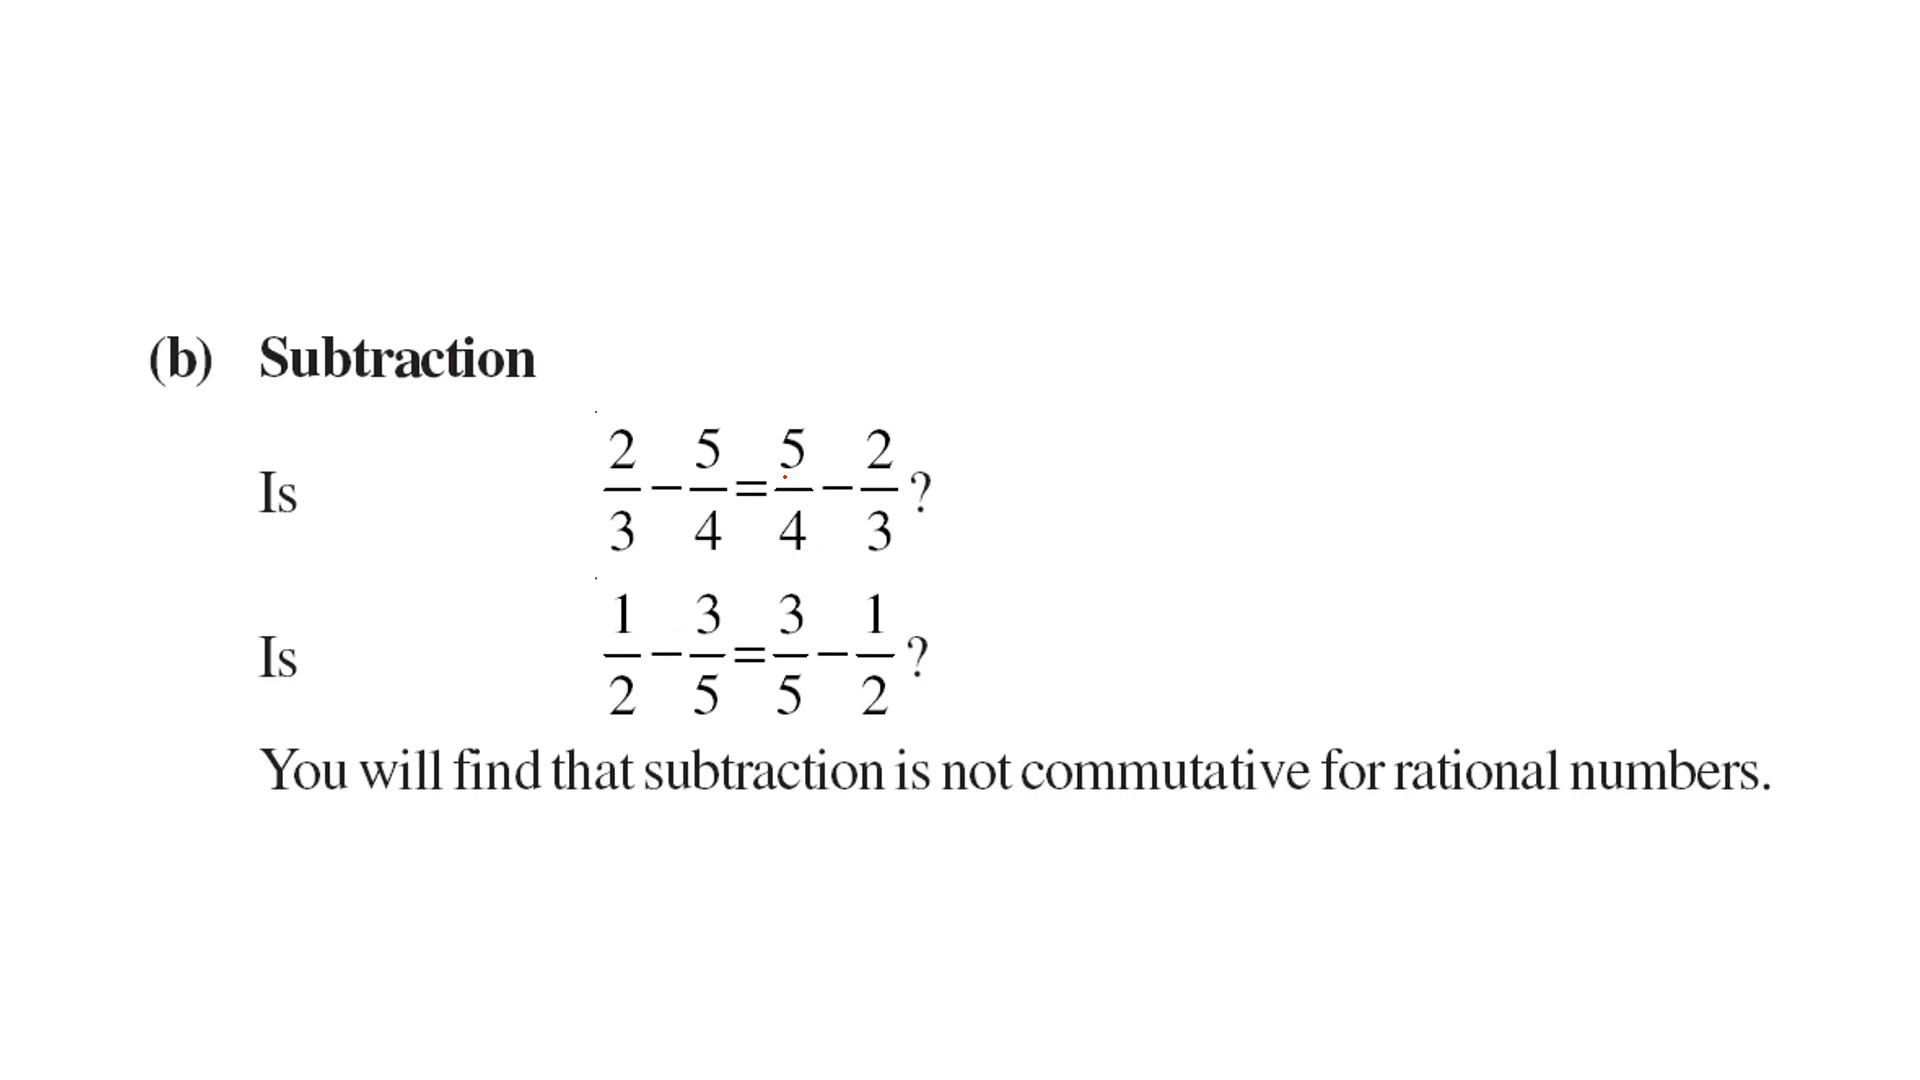 (b) Subtraction
Is 2/3 − 5/4 = 5/4 − 2/3 ?
Is 1/2 − 3/5 = 3/5 − 1/2 ?
You will find that subtraction is not commutative for rational numbers.